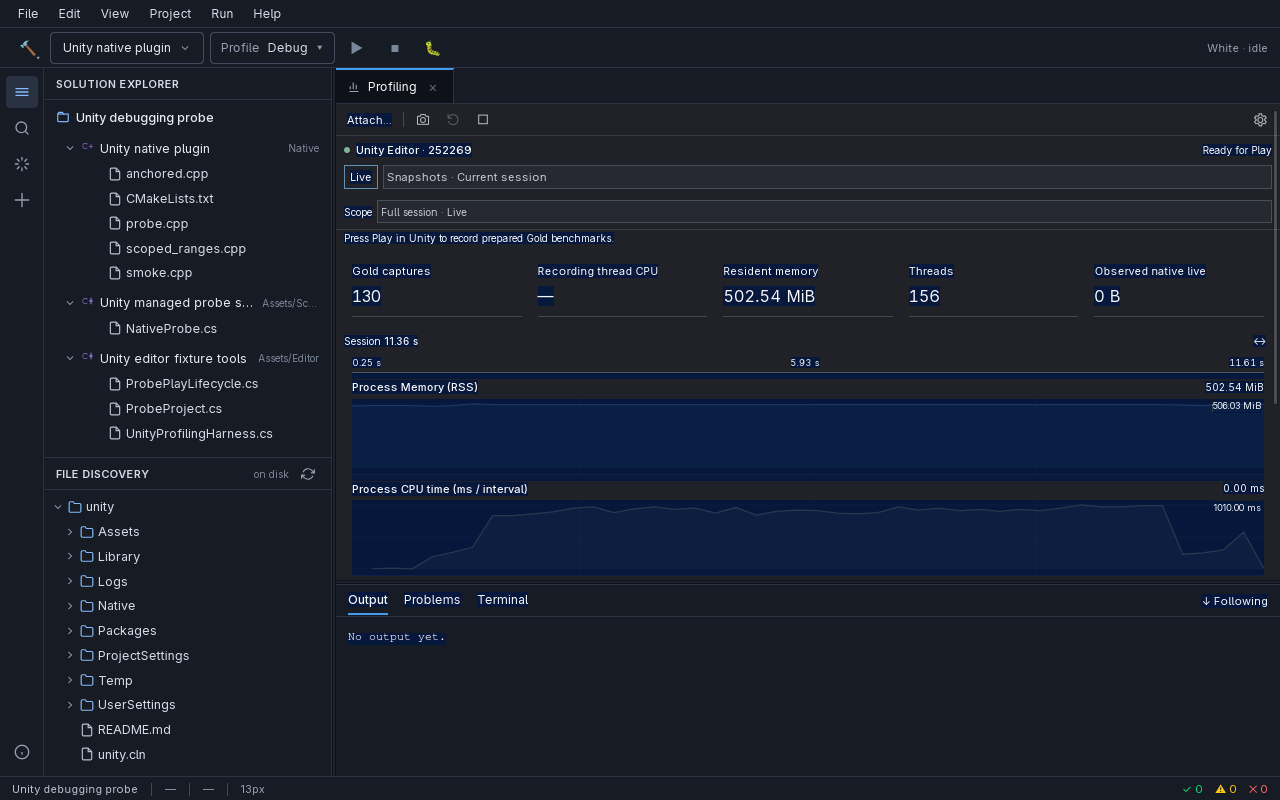 File Edit View Project Run Help
Unity native plugin
Profile Debug
White · idle
SOLUTION EXPLORER
Unity debugging probe
Unity native plugin Native
anchored.cpp
CMakeLists.txt
probe.cpp
scoped_ranges.cpp
smoke.cpp
Unity managed probe s... Assets/Sc...
NativeProbe.cs
Unity editor fixture tools Assets/Editor
ProbePlayLifecycle.cs
ProbeProject.cs
UnityProfilingHarness.cs
FILE DISCOVERY on disk
unity
Assets
Library
Logs
Native
Packages
ProjectSettings
Temp
UserSettings
README.md
unity.cln
Profiling
Attach...
Unity Editor · 252269 Ready for Play
Live Snapshots · Current session
Scope Full session · Live
Press Play in Unity to record prepared Gold benchmarks.
Gold captures Recording thread CPU Resident memory Threads Observed native live
130 — 502.54 MiB 156 0 B
Session 11.36 s
0.25 s 5.93 s 11.61 s
Process Memory (RSS) 502.54 MiB
506.03 MiB
Process CPU time (ms / interval) 0.00 ms
1010.00 ms
Output Problems Terminal ↓ Following
No output yet.
Unity debugging probe — — 13px 0 0 0